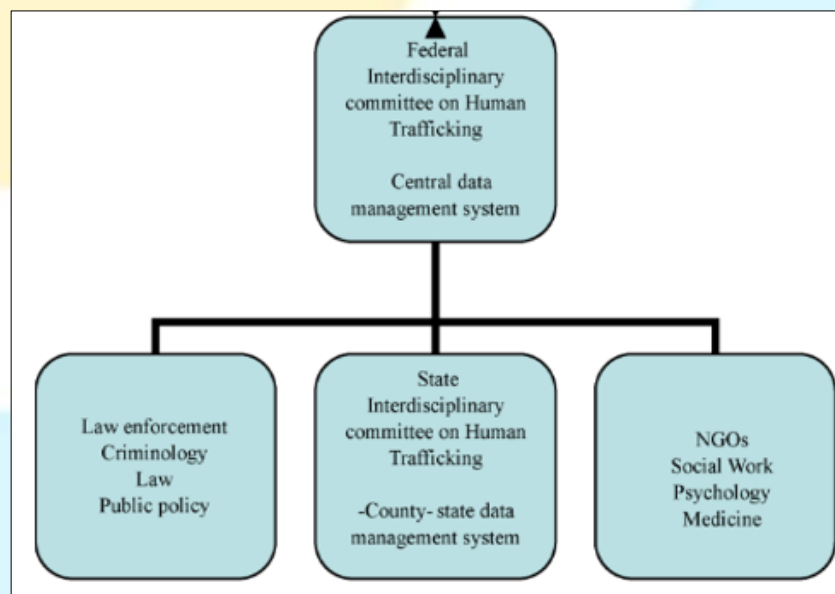 Federal
Interdisciplinary
committee on Human
Trafficking
Central data
management system
Law enforcement
Criminology
Law
Public policy
State
Interdisciplinary
committee on Human
Trafficking
-County- state data
management system
NGOs
Social Work
Psychology
Medicine